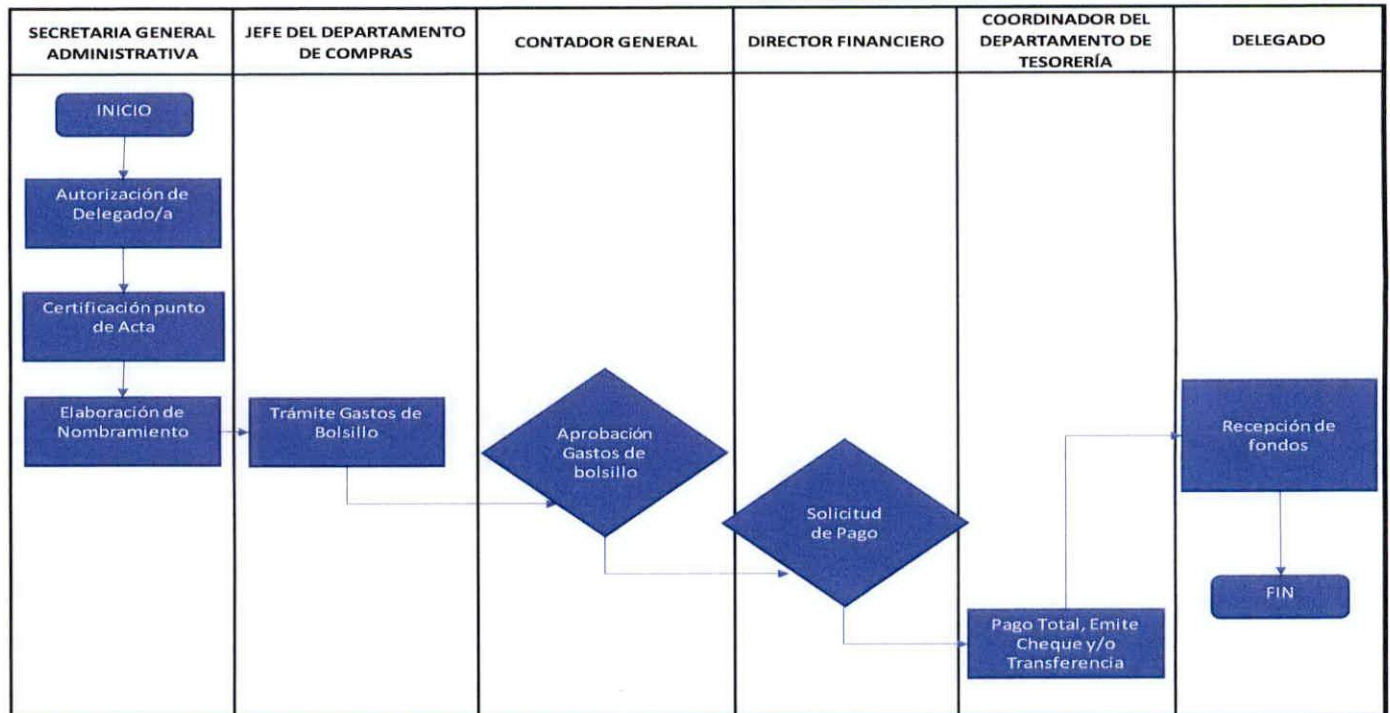 SECRETARIA GENERAL
ADMINISTRATIVA
JEFE DEL DEPARTAMENTO
DE COMPRAS
CONTADOR GENERAL
DIRECTOR FINANCIERO
COORDINADOR DEL
DEPARTAMENTO DE
TESORERÍA
DELEGADO
INICIO
Autorización de
Delegado/a
Certificación punto
de Acta
Elaboración de
Nombramiento
Trámite Gastos de
Bolsillo
Aprobación
Gastos de
bolsillo
Solicitud
de Pago
Pago Total, Emite
Cheque y/o
Transferencia
Recepción de
fondos
FIN